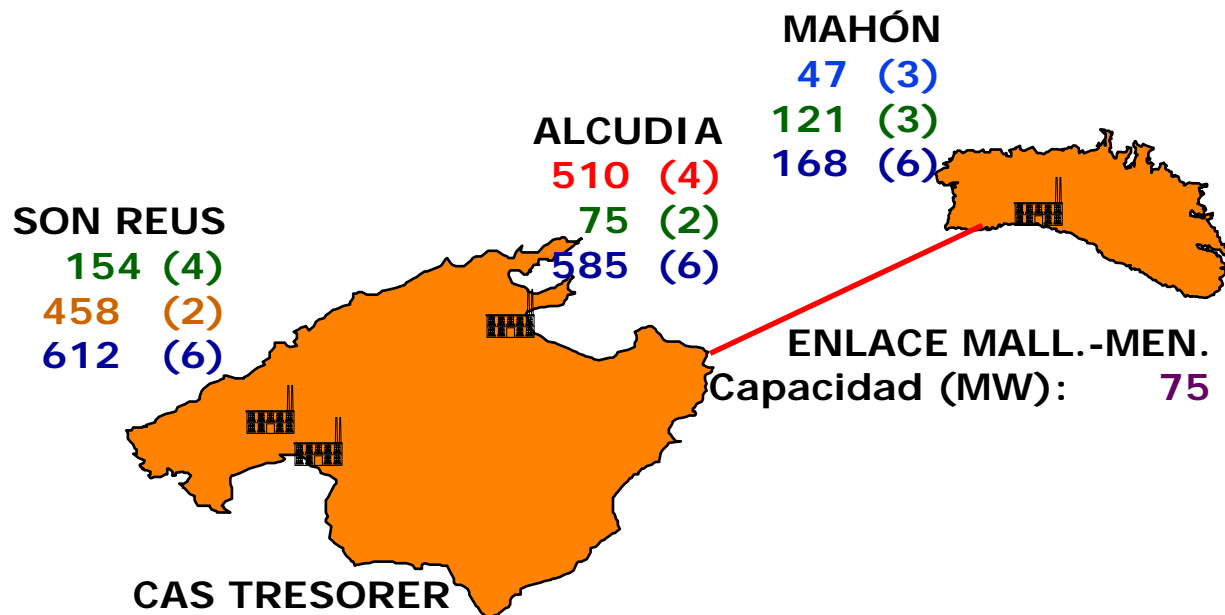 MAHÓN
47 (3)
121 (3)
168 (6)
ALCUDIA
510 (4)
75 (2)
585 (6)
SON REUS
154 (4)
458 (2)
612 (6)
ENLACE MALL.-MEN.
Capacidad (MW): 75
CAS TRESORER